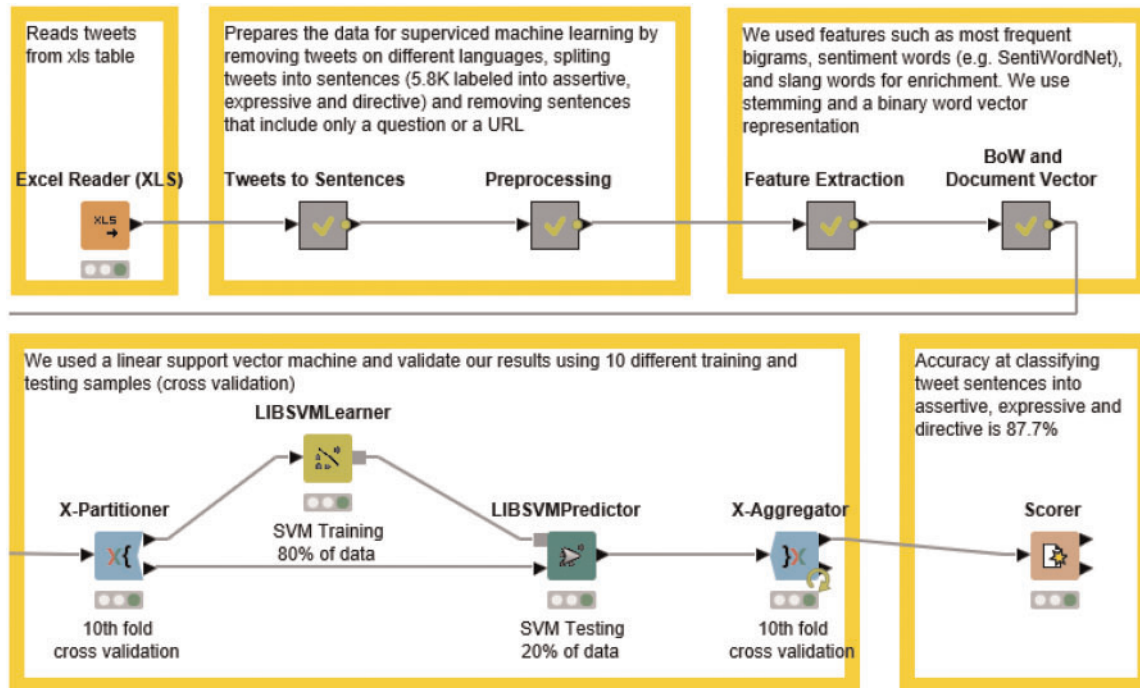 Reads tweets
from xls table
Prepares the data for superviced machine learning by
removing tweets on different languages, spliting
tweets into sentences (5.8K labeled into assertive,
expressive and directive) and removing sentences
that include only a question or a URL
We used features such as most frequent
bigrams, sentiment words (e.g. SentiWordNet),
and slang words for enrichment. We use
stemming and a binary word vector
representation
Excel Reader (XLS)
XLS
Tweets to Sentences
Preprocessing
Feature Extraction
BoW and
Document Vector
We used a linear support vector machine and validate our results using 10 different training and
testing samples (cross validation)
LIBSVMLearner
SVM Training
80% of data
X-Partitioner
X{
10th fold
cross validation
LIBSVMPredictor
SVM Testing
20% of data
X-Aggregator
}X
10th fold
cross validation
Accuracy at classifying
tweet sentences into
assertive, expressive and
directive is 87.7%
Scorer